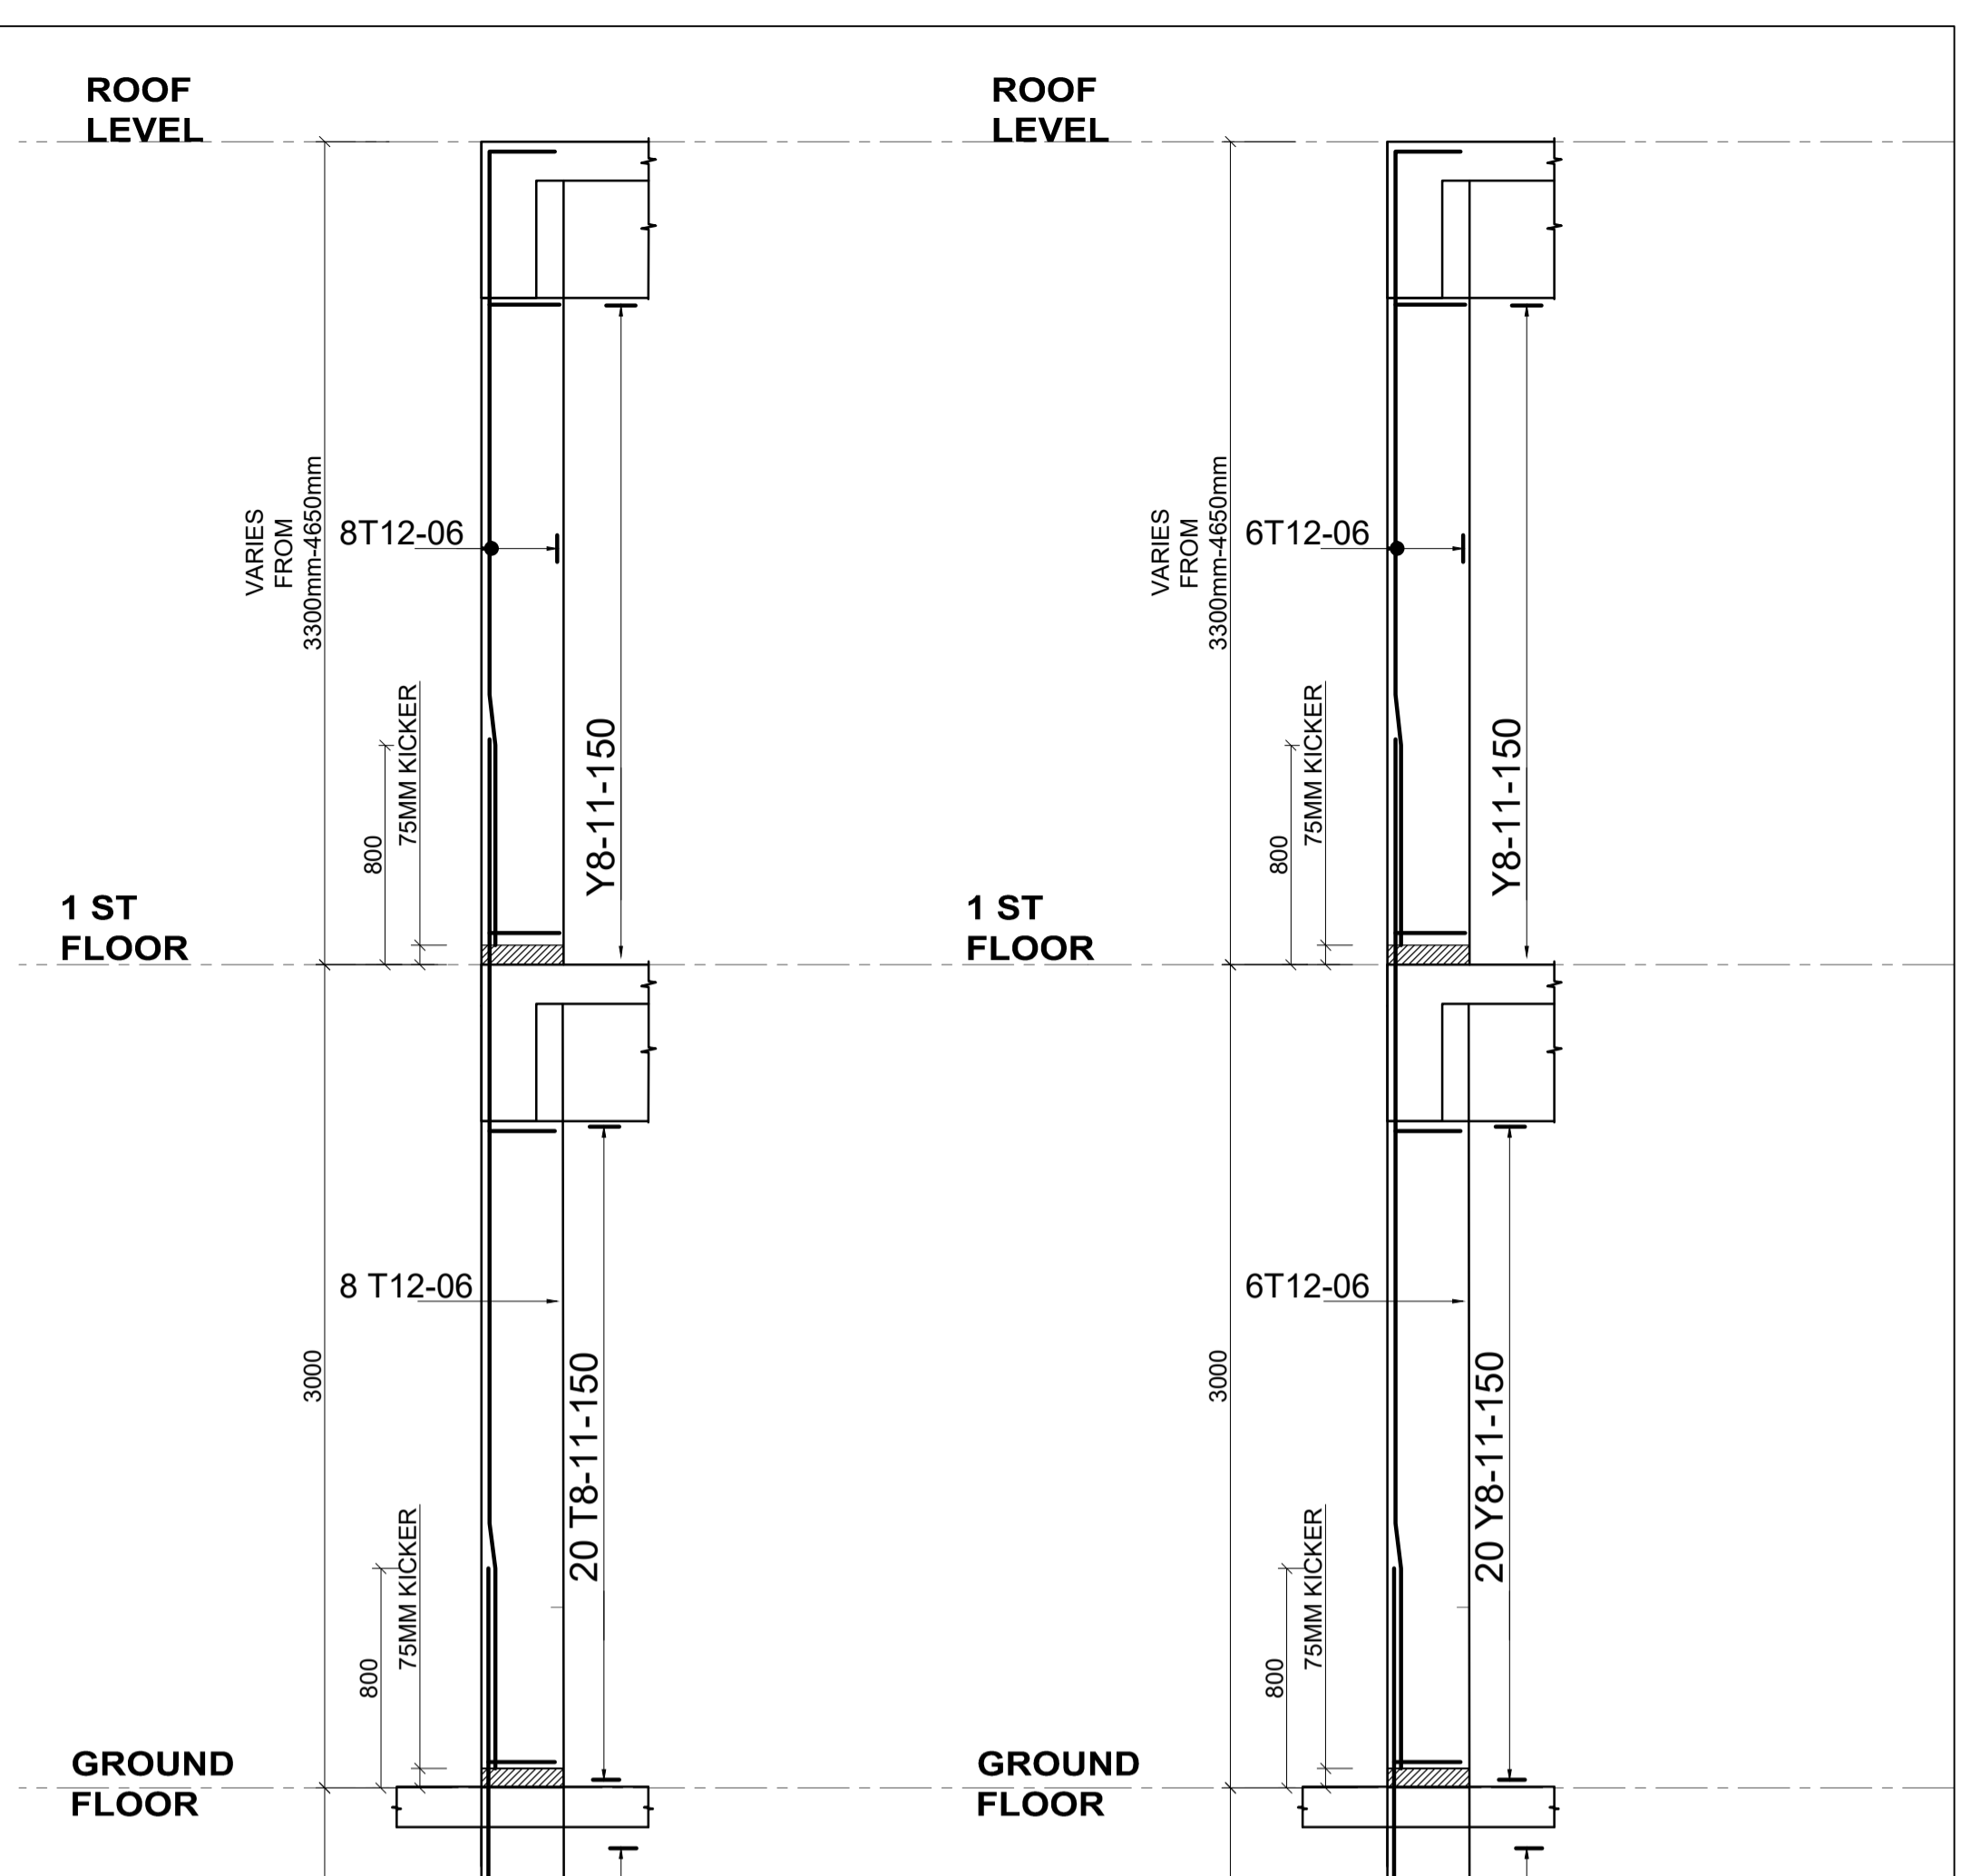 ROOF
LEVEL
VARIES
FROM
3300mm-4650mm
8T12-06
75MM KICKER
800
Y8-11-150
1 ST
FLOOR
8 T12-06
3000
20 T8-11-150
75MM KICKER
800
GROUND
FLOOR
ROOF
LEVEL
VARIES
FROM
3300mm-4650mm
6T12-06
75MM KICKER
800
Y8-11-150
1 ST
FLOOR
6T12-06
3000
20 Y8-11-150
75MM KICKER
800
GROUND
FLOOR